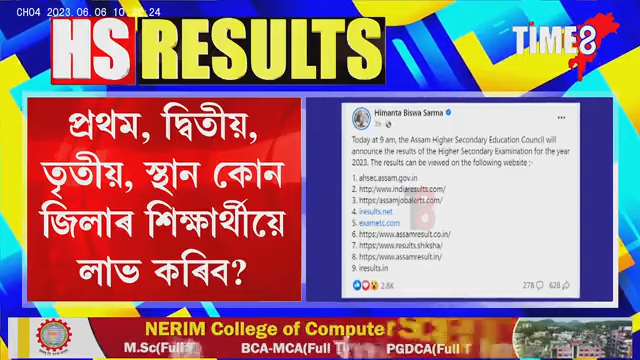 CH04 2023.06.06
HS RESULTS
TIME8
প্ৰথম, দ্বিতীয়,
তৃতীয়, স্থান কোন
জিলাৰ শিক্ষাৰ্থীয়ে
লাভ কৰিব?
Himanta Biswa Sarma
3h
Today at 9 am, the Assam Higher Secondary Education Council will
announce the results of the Higher Secondary Examination for the year
2023, The results can be viewed on the following website ;-
1. ahsec.assam.gov.in
2. http;/www.indiaresults.com/
3. https;/assamjobalerts.com/
4. iresults.net
5. exametc.com
6. https;/www.assamresult.co.in/
7. https;/www.results.shiksha/
8. https;/www.assamresult.in/
9. iresults.in
2.8K 278 628
NERIM College of Computer
M.Sc(Full BCA-MCA(Full PGDCA(Full T